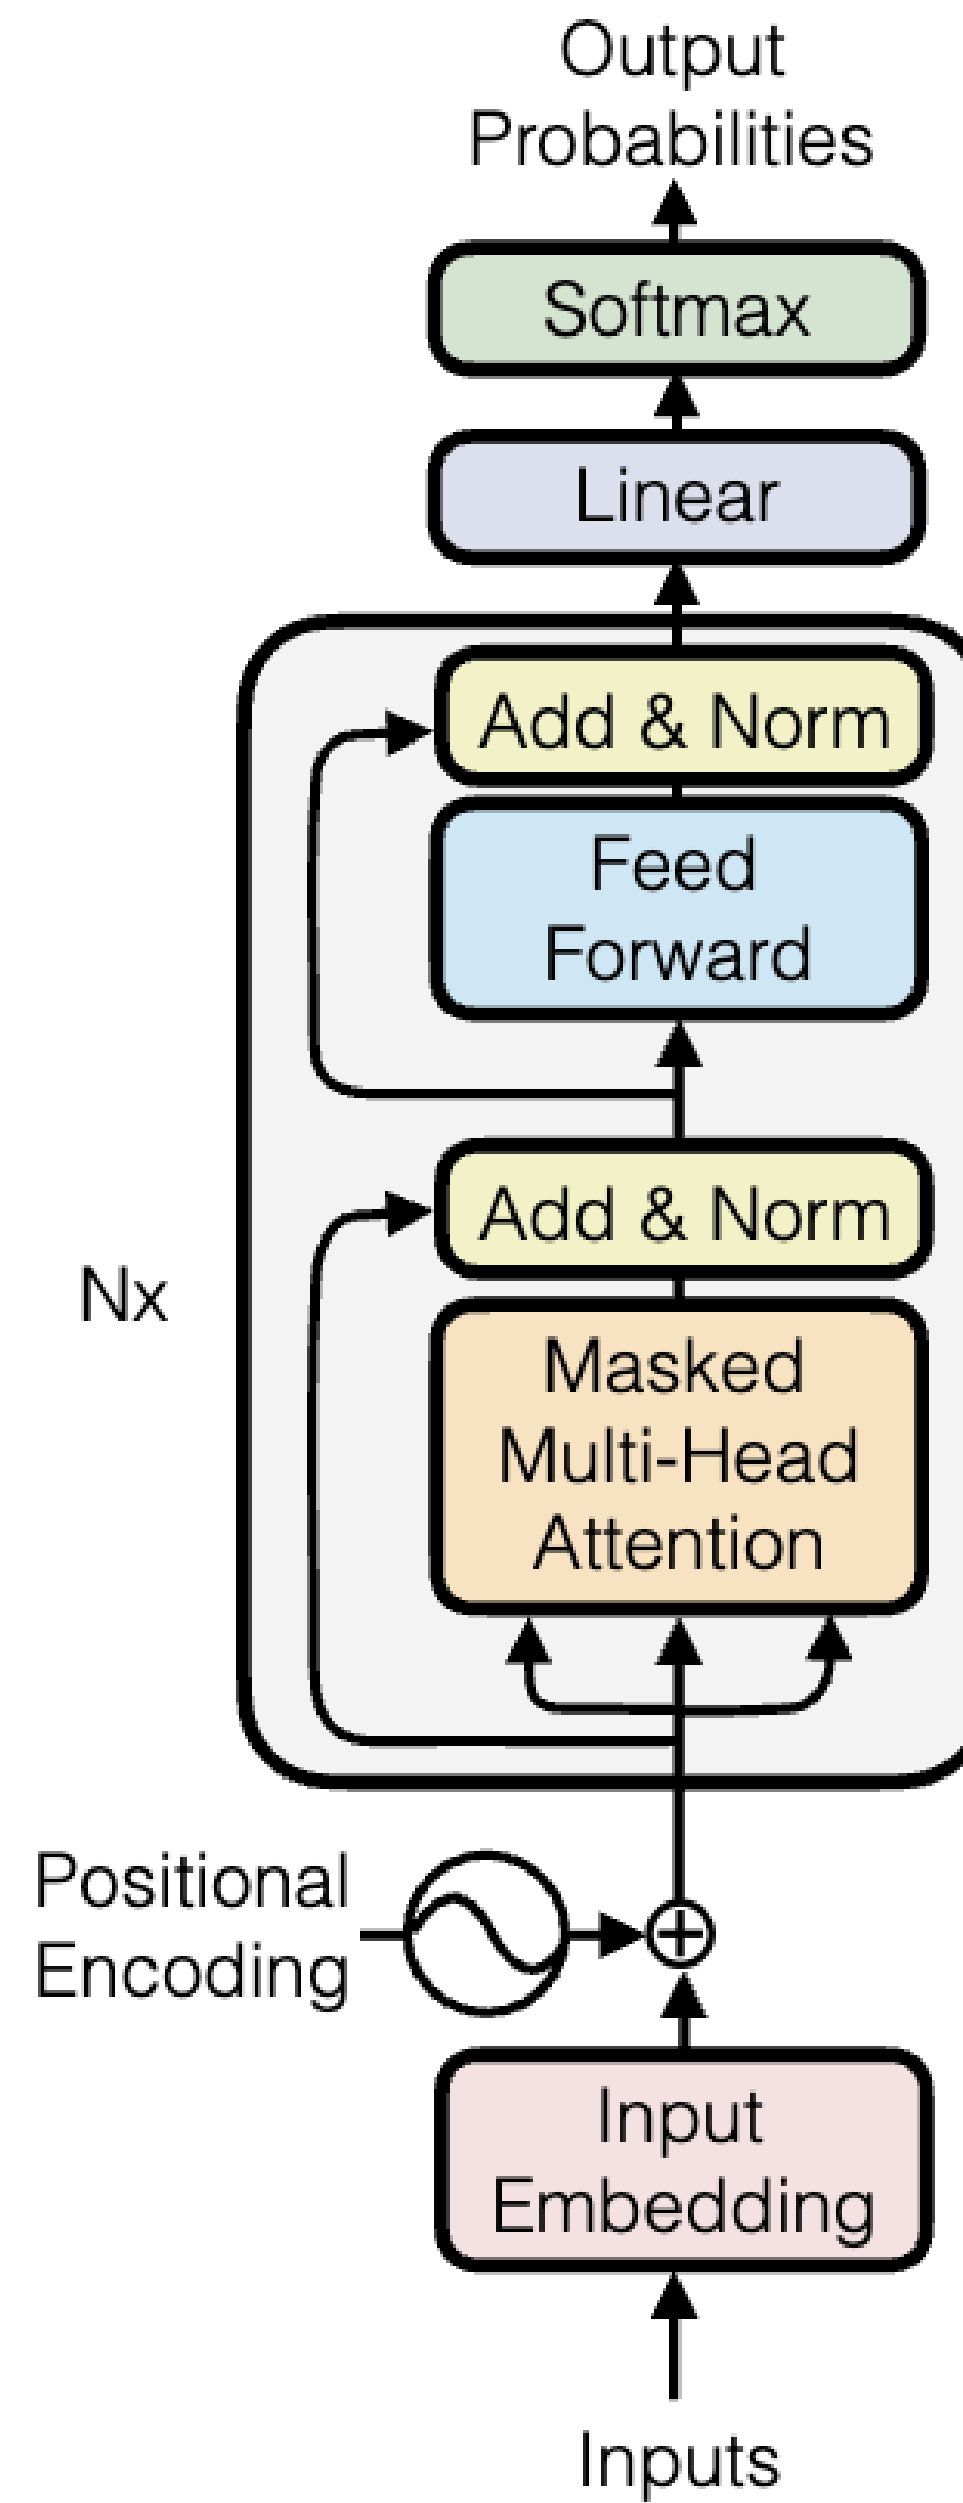 Output
Probabilities
Softmax
Linear
Add & Norm
Feed
Forward
Add & Norm
Nx
Masked
Multi-Head
Attention
Positional
Encoding
Input
Embedding
Inputs